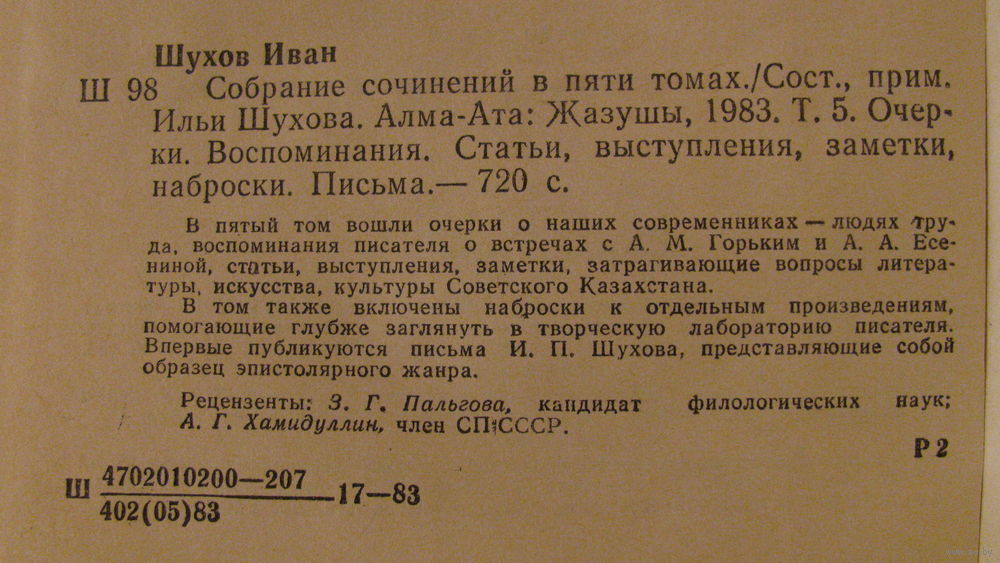 Шухов Иван
Ш 98 Собрание сочинений в пяти томах./Сост., прим.
Ильи Шухова. Алма-Ата: Жазушы, 1983. Т. 5. Очер-
ки. Воспоминания. Статьи, выступления, заметки,
наброски. Письма.— 720 с.
В пятый том вошли очерки о наших современниках — людях тру-
да, воспоминания писателя о встречах с А. М. Горьким и А. А. Есе-
ниной, статьи, выступления, заметки, затрагивающие вопросы литера-
туры, искусства, культуры Советского Казахстана.
В том также включены наброски к отдельным произведениям,
помогающие глубже заглянуть в творческую лабораторию писателя.
Впервые публикуются письма И. П. Шухова, представляющие собой
образец эпистолярного жанра.
Рецензенты: З. Г. Пальгова, кандидат филологических наук;
А. Г. Хамидуллин, член СП СССР.
Р 2
Ш 4702010200—207 17—83
402(05)83